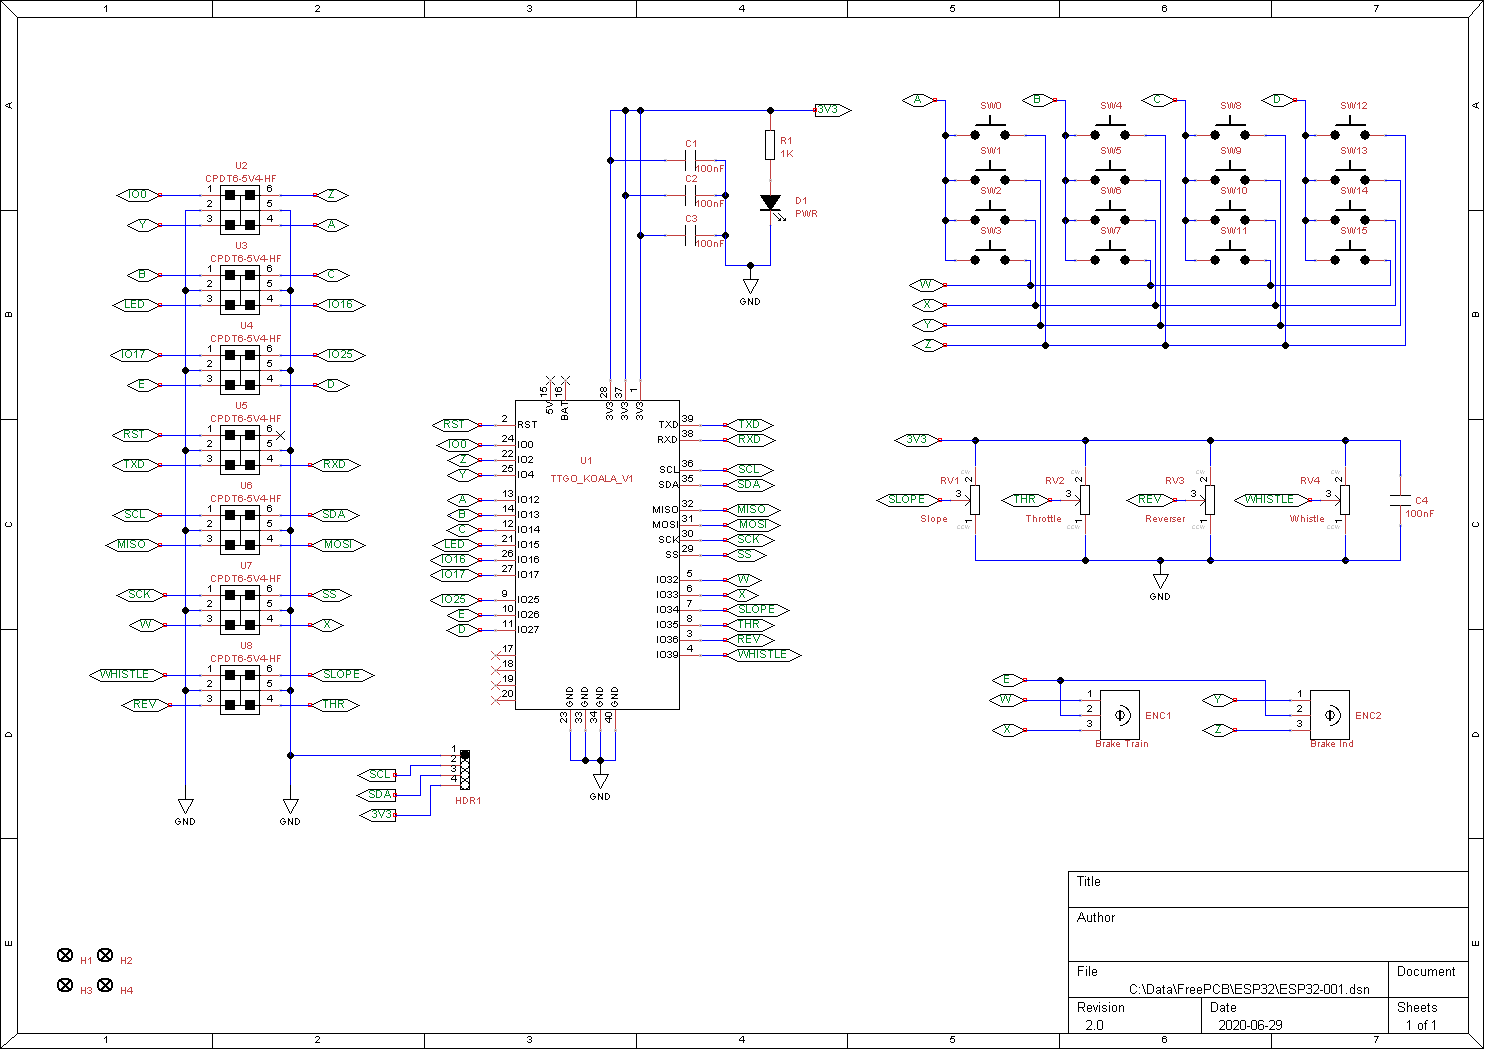 1 2 3 4 5 6 7
A
B
C
D
E
U2
CPDT6-5V4-HF
IO0 1 6 Z
2 5
Y 3 4 A
U3
CPDT6-5V4-HF
B 1 6 C
2 5
LED 3 4 IO16
U4
CPDT6-5V4-HF
IO17 1 6 IO25
2 5
E 3 4 D
U5
CPDT6-5V4-HF
RST 1 6
2 5
TXD 3 4 RXD
U6
CPDT6-5V4-HF
SCL 1 6 SDA
2 5
MISO 3 4 MOSI
U7
CPDT6-5V4-HF
SCK 1 6 SS
2 5
W 3 4 X
U8
CPDT6-5V4-HF
WHISTLE 1 6 SLOPE
2 5
REV 3 4 THR
GND GND
SCL
SDA
3V3
1
2
3
4
HDR1
3V3
C1
100nF
C2
100nF
C3
100nF
R1
1K
D1
PWR
GND
15 16 28 37 1
5V BAT 3V3 3V3 3V3
U1
TTGO_KOALA_V1
RST 2 RST
IO0 24 IO0
Z 22 IO2
Y 25 IO4
A 13 IO12
B 14 IO13
C 12 IO14
LED 21 IO15
IO16 26 IO16
IO17 27 IO17
IO25 9 IO25
E 10 IO26
D 11 IO27
17
18
19
20
TXD 39 TXD
RXD 38 RXD
SCL 36 SCL
SDA 35 SDA
MISO 32 MISO
MOSI 31 MOSI
SCK 30 SCK
SS 29 SS
IO32 5 W
IO33 6 X
IO34 7 SLOPE
IO35 8 THR
IO36 3 REV
IO39 4 WHISTLE
GND GND GND GND
23 33 34 40
GND
A B C D
SW0 SW4 SW8 SW12
SW1 SW5 SW9 SW13
SW2 SW6 SW10 SW14
SW3 SW7 SW11 SW15
W
X
Y
Z
3V3
SLOPE RV1 3 CW 2 1 CCW
Slope
THR RV2 3 CW 2 1 CCW
Throttle
REV RV3 3 CW 2 1 CCW
Reverser
WHISTLE RV4 3 CW 2 1 CCW
Whistle
C4
100nF
GND
E
W 1
2 ENC1
X 3
Brake Train
Y 1
2 ENC2
Z 3
Brake Ind
H1 H2
H3 H4
Title
Author
File Document
C:\Data\FreePCB\ESP32\ESP32-001.dsn
Revision Date Sheets
2.0 2020-06-29 1 of 1
A
B
C
D
E
1 2 3 4 5 6 7